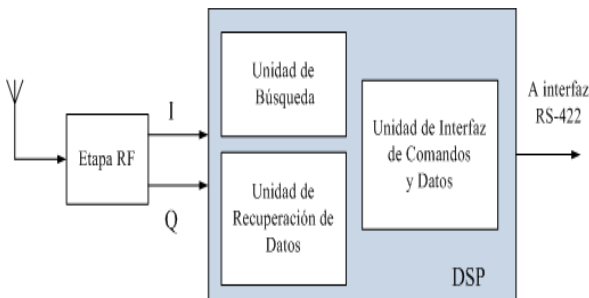 Etapa RF
I
Q
Unidad de
Búsqueda
Unidad de
Recuperación de
Datos
Unidad de Interfaz
de Comandos
y Datos
DSP
A interfaz
RS-422